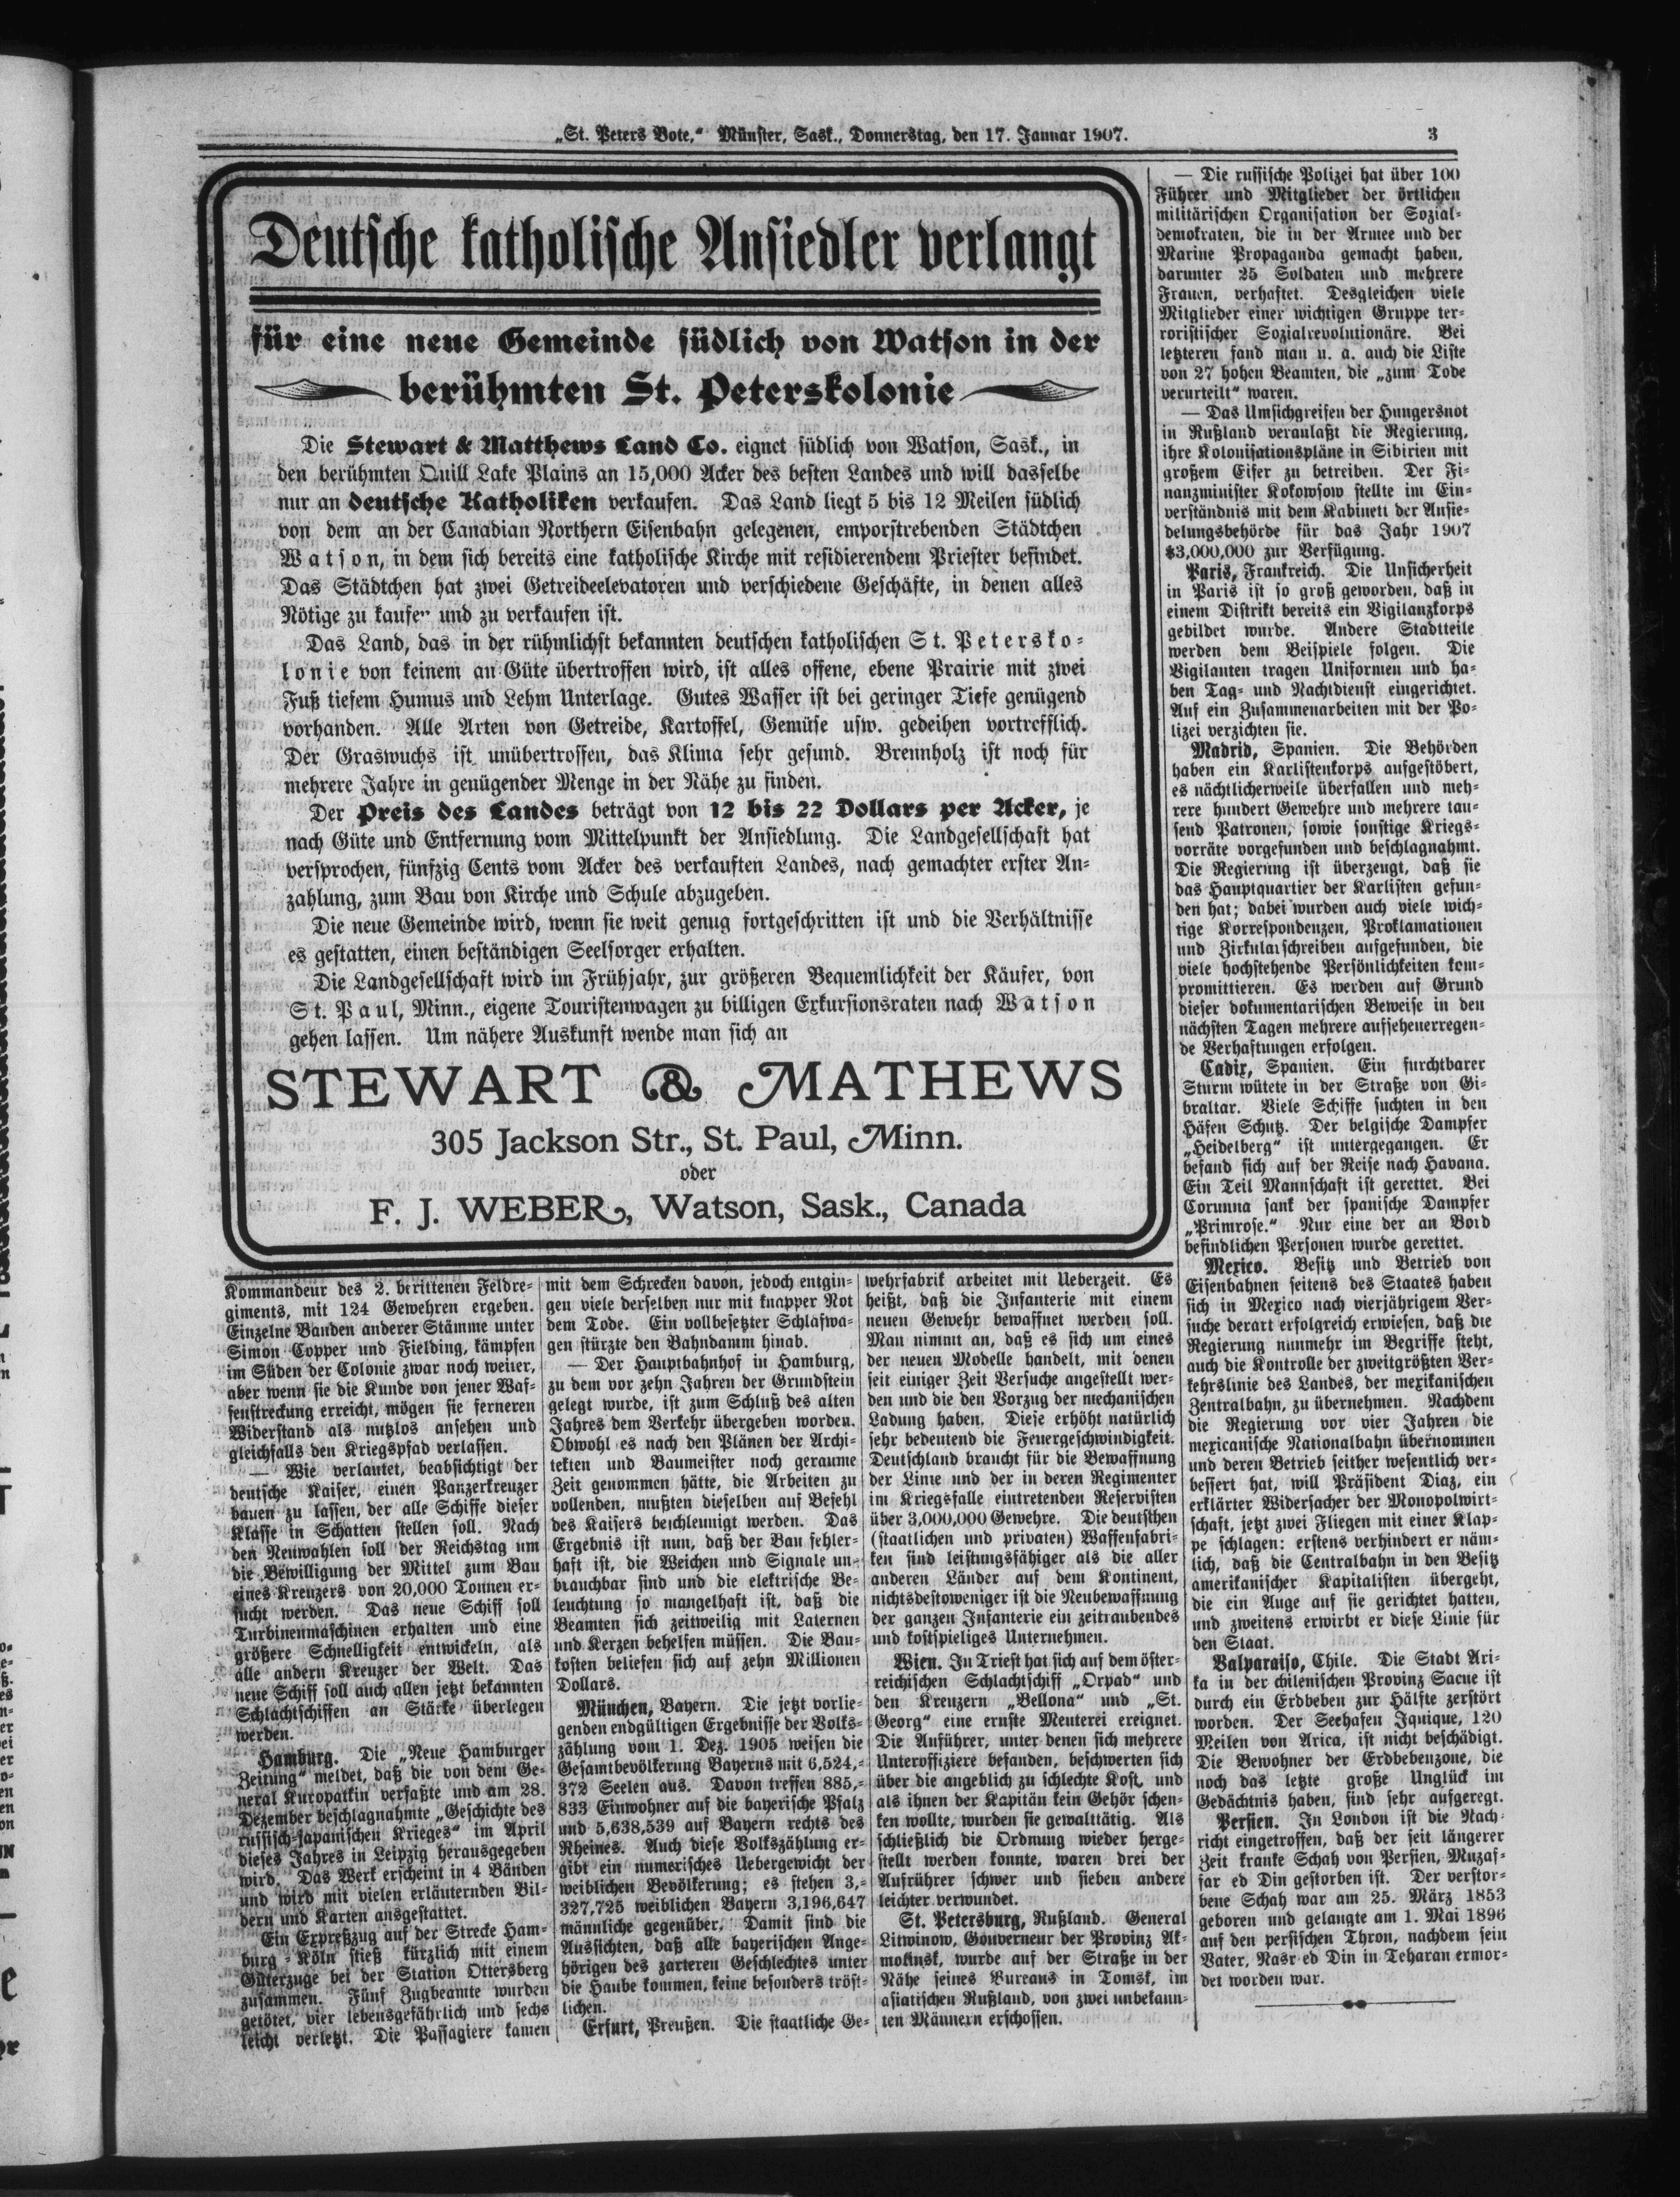 „St. Peters Bote,“ Münster, Sask., Donnerstag, den 17. Januar 1907.
3
Deutsche katholische Ansiedler verlangt
für eine neue Gemeinde südlich von Watson in der
berühmten St. Peterskolonie
Die Stewart & Matthews Land Co. eignet südlich von Watson, Sask., in
den berühmten Quill Lake Plains an 15,000 Acker des besten Landes und will dasselbe
nur an deutsche Katholiken verkaufen. Das Land liegt 5 bis 12 Meilen südlich
von dem an der Canadian Northern Eisenbahn gelegenen, emporstrebenden Städtchen
Watson, in dem sich bereits eine katholische Kirche mit residierendem Priester befindet.
Das Städtchen hat zwei Getreideelevatoren und verschiedene Geschäfte, in denen alles
Nötige zu kaufen und zu verkaufen ist.
Das Land, das in der rühmlichst bekannten deutschen katholischen St. Petersko-
lonie von keinem an Güte übertroffen wird, ist alles offene, ebene Prairie mit zwei
Fuß tiefem Humus und Lehm Unterlage. Gutes Wasser ist bei geringer Tiefe genügend
vorhanden. Alle Arten von Getreide, Kartoffel, Gemüse usw. gedeihen vortrefflich.
Der Graswuchs ist unübertroffen, das Klima sehr gesund. Brennholz ist noch für
mehrere Jahre in genügender Menge in der Nähe zu finden.
Der Preis des Landes beträgt von 12 bis 22 Dollars per Acker, je
nach Güte und Entfernung vom Mittelpunkt der Ansiedlung. Die Landgesellschaft hat
versprochen, fünfzig Cents vom Acker des verkauften Landes, nach gemachter erster An-
zahlung, zum Bau von Kirche und Schule abzugeben.
Die neue Gemeinde wird, wenn sie weit genug fortgeschritten ist und die Verhältnisse
es gestatten, einen beständigen Seelsorger erhalten.
Die Landgesellschaft wird im Frühjahr, zur größeren Bequemlichkeit der Käufer, von
St. Paul, Minn., eigene Touristenwagen zu billigen Exkursionsraten nach Watson
gehen lassen. Um nähere Auskunft wende man sich an
STEWART & MATHEWS
305 Jackson Str., St. Paul, Minn.
oder
F. J. WEBER, Watson, Sask., Canada
Kommandeur des 2. berittenen Feldre-
giments, mit 124 Gewehren ergeben.
Einzelne Banden anderer Stämme unter
Simon Copper und Fielding, kämpfen
im Süden der Colonie zwar noch weiter,
aber wenn sie die Kunde von jener Waf-
fenstreckung erreicht, mögen sie ferneren
Widerstand als nutzlos ansehen und
gleichfalls den Kriegspfad verlassen.
— Wie verlautet, beabsichtigt der
deutsche Kaiser, einen Panzerkreuzer
bauen zu lassen, der alle Schiffe dieser
Klasse in Schatten stellen soll. Nach
den Neuwahlen soll der Reichstag um
die Bewilligung der Mittel zum Bau
eines Kreuzers von 20,000 Tonnen er-
sucht werden. Das neue Schiff soll
Turbinenmaschinen erhalten und eine
größere Schnelligkeit entwickeln, als
alle andern Kreuzer der Welt. Das
neue Schiff soll auch allen jetzt bekannten
Schlachtschiffen an Stärke überlegen
werden.
Hamburg. Die „Neue Hamburger
Zeitung“ meldet, daß die von dem Ge-
neral Kuropatkin verfaßte und am 28.
Dezember beschlagnahmte „Geschichte des
russisch-japanischen Krieges“ im April
dieses Jahres in Leipzig herausgegeben
wird. Das Werk erscheint in 4 Bänden
und wird mit vielen erläuternden Bil-
dern und Karten ausgestattet.
Ein Expreßzug auf der Strecke Ham-
burg-Köln stieß kürzlich mit einem
Güterzuge bei der Station Ottersberg
zusammen. Fünf Zugbeamte wurden
getötet, vier lebensgefährlich und sechs
leicht verletzt. Die Passagiere kamen
mit dem Schrecken davon, jedoch entgin-
gen viele derselben nur mit knapper Not
dem Tode. Ein vollbesetzter Schlafwa-
gen stürzte den Bahndamm hinab.
— Der Hauptbahnhof in Hamburg,
zu dem vor zehn Jahren der Grundstein
gelegt wurde, ist zum Schluß des alten
Jahres dem Verkehr übergeben worden.
Obwohl es nach den Plänen der Archi-
tekten und Baumeister noch geraume
Zeit genommen hätte, die Arbeiten zu
vollenden, mußten dieselben auf Befehl
des Kaisers beschleunigt werden. Das
Ergebnis ist nun, daß der Bau fehler-
haft ist, die Weichen und Signale un-
brauchbar sind und die elektrische Be-
leuchtung so mangelhaft ist, daß die
Beamten sich zeitweilig mit Laternen
und Kerzen behelfen müssen. Die Bau-
kosten beliefen sich auf zehn Millionen
Dollars.
München, Bayern. Die jetzt vorlie-
genden endgültigen Ergebnisse der Volks-
zählung vom 1. Dez. 1905 weisen die
Gesamtbevölkerung Bayerns mit 6,524,-
372 Seelen aus. Davon treffen 885,-
833 Einwohner auf die bayerische Pfalz
und 5,638,539 auf Bayern rechts des
Rheines. Auch diese Volkszählung er-
gibt ein numerisches Uebergewicht der
weiblichen Bevölkerung; es stehen 3,-
327,725 weiblichen Bayern 3,196,647
männliche gegenüber. Damit sind die
Aussichten, daß alle bayerischen Ange-
hörigen des zarteren Geschlechtes unter
die Haube kommen, keine besonders tröst-
lichen.
Erfurt, Preußen. Die staatliche Ge-
wehrfabrik arbeitet mit Ueberzeit. Es
heißt, daß die Infanterie mit einem
neuen Gewehr bewaffnet werden soll.
Man nimmt an, daß es sich um eines
der neuen Modelle handelt, mit denen
seit einiger Zeit Versuche angestellt wer-
den und die den Vorzug der mechanischen
Ladung haben. Diese erhöht natürlich
sehr bedeutend die Feuergeschwindigkeit.
Deutschland braucht für die Bewaffnung
der Linie und der in deren Regimenter
im Kriegsfalle eintretenden Reservisten
über 3,000,000 Gewehre. Die deutsthen
(staatlichen und privaten) Waffenfabri-
ken sind leistungsfähiger als die aller
anderen Länder auf dem Kontinent,
nichtsdestoweniger ist die Neubewaffnung
der ganzen Infanterie ein zeitraubendes
und kostspieliges Unternehmen.
Wien. In Triest hat sich auf dem öster-
reichischen Schlachtschiff „Orpad“ und
den Kreuzern „Bellona“ und „St.
Georg“ eine ernste Meuterei ereignet.
Die Anführer, unter denen sich mehrere
Unteroffiziere befanden, beschwerten sich
über die angeblich zu schlechte Kost, und
als ihnen der Kapitän kein Gehör schen-
ken wollte, wurden sie gewalttätig. Als
schließlich die Ordnung wieder herge-
stellt werden konnte, waren drei der
Aufrührer schwer und sieben andere
leichter verwundet.
St. Petersburg, Rußland. General
Litwinow, Gouverneur der Provinz Ak-
molinsk, wurde auf der Straße in der
Nähe seines Bureaus in Tomsk, im
asiatischen Rußland, von zwei unbekann-
ten Männern erschossen.
— Die russische Polizei hat über 100
Führer und Mitglieder der örtlichen
militärischen Organisation der Sozial-
demokraten, die in der Armee und der
Marine Propaganda gemacht haben,
darunter 25 Soldaten und mehrere
Frauen, verhaftet. Desgleichen viele
Mitglieder einer wichtigen Gruppe ter-
roristischer Sozialrevolutionäre. Bei
letzteren fand man u. a. auch die Liste
von 27 hohen Beamten, die „zum Tode
verurteilt“ waren.
— Das Umsichgreifen der Hungersnot
in Rußland veranlaßt die Regierung,
ihre Kolonisationspläne in Sibirien mit
großem Eifer zu betreiben. Der Fi-
nanzminister Kokowsow stellte im Ein-
verständnis mit dem Kabinett der Ansie-
delungsbehörde für das Jahr 1907
$3,000,000 zur Verfügung.
Paris, Frankreich. Die Unsicherheit
in Paris ist so groß geworden, daß in
einem Distrikt bereits ein Vigilanzkorps
gebildet wurde. Andere Stadtteile
werden dem Beispiele folgen. Die
Vigilanten tragen Uniformen und ha-
ben Tag- und Nachtdienst eingerichtet.
Auf ein Zusammenarbeiten mit der Po-
lizei verzichten sie.
Madrid, Spanien. Die Behörden
haben ein Karlistenkorps aufgestöbert,
es nächtlicherweile überfallen und meh-
rere hundert Gewehre und mehrere tau-
send Patronen, sowie sonstige Kriegs-
vorräte vorgefunden und beschlagnahmt.
Die Regierung ist überzeugt, daß sie
das Hauptquartier der Karlisten gefun-
den hat; dabei wurden auch viele wich-
tige Korrespondenzen, Proklamationen
und Zirkularschreiben aufgefunden, die
viele hochstehende Persönlichkeiten kom-
promittieren. Es werden auf Grund
dieser dokumentarischen Beweise in den
nächsten Tagen mehrere aufseheuerregen-
de Verhaftungen erfolgen.
Cadix, Spanien. Ein furchtbarer
Sturm wütete in der Straße von Gi-
braltar. Viele Schiffe suchten in den
Häfen Schutz. Der belgische Dampfer
„Heidelberg“ ist untergegangen. Er
befand sich auf der Reise nach Havana.
Ein Teil Mannschaft ist gerettet. Bei
Corunna sank der spanische Dampfer
„Primrose.“ Nur eine der an Bord
befindlichen Personen wurde gerettet.
Mexico. Besitz und Betrieb von
Eisenbahnen seitens des Staates haben
sich in Mexico nach vierjährigem Ver-
suche derart erfolgreich erwiesen, daß die
Regierung nunmehr im Begriffe steht,
auch die Kontrolle der zweitgrößten Ver-
kehrslinie des Landes, der mexikanischen
Zentralbahn, zu übernehmen. Nachdem
die Regierung vor vier Jahren die
mexicanische Nationalbahn übernommen
und deren Betrieb seither wesentlich ver-
bessert hat, will Präsident Diaz, ein
erklärter Widersacher der Monopolwirt-
schaft, jetzt zwei Fliegen mit einer Klap-
pe schlagen: erstens verhindert er näm-
lich, daß die Centralbahn in den Besitz
amerikanischer Kapitalisten übergeht,
die ein Auge auf sie gerichtet hatten,
und zweitens erwirbt er diese Linie für
den Staat.
Valparaiso, Chile. Die Stadt Ari-
ka in der chilenischen Provinz Sacue ist
durch ein Erdbeben zur Hälfte zerstört
worden. Der Seehafen Iquique, 120
Meilen von Arica, ist nicht beschädigt.
Die Bewohner der Erdbebenzone, die
noch das letzte große Unglück im
Gedächtnis haben, sind sehr aufgeregt.
Persien. In London ist die Nach-
richt eingetroffen, daß der seit längerer
Zeit kranke Schah von Persien, Muzaf-
far ed Din gestorben ist. Der verstor-
bene Schah war am 25. März 1853
geboren und gelangte am 1. Mai 1896
auf den persischen Thron, nachdem sein
Vater, Nasr ed Din in Teharan ermor-
det worden war.